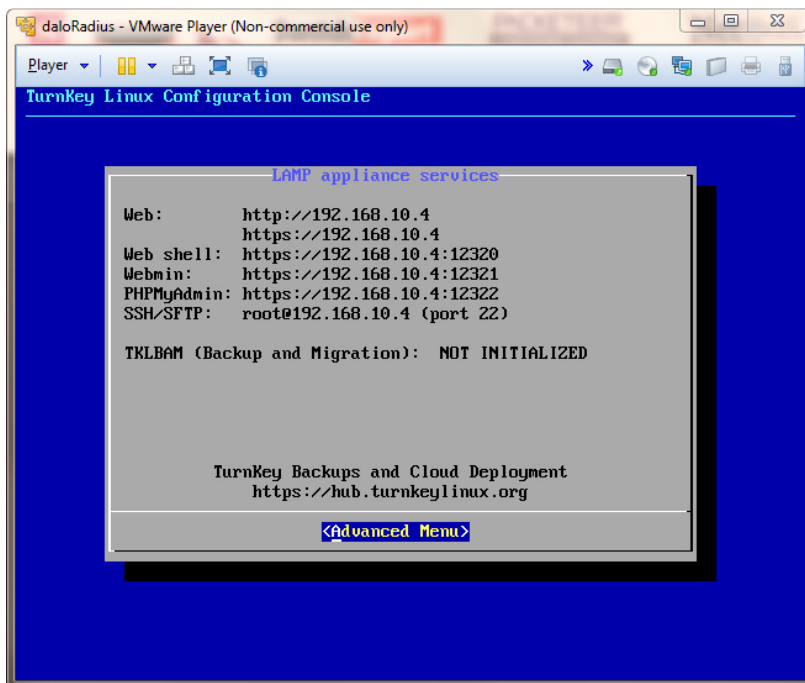 daloRadius - VMware Player (Non-commercial use only)
Player
TurnKey Linux Configuration Console
LAMP appliance services
Web: http://192.168.10.4
https://192.168.10.4
Web shell: https://192.168.10.4:12320
Webmin: https://192.168.10.4:12321
PHPMyAdmin: https://192.168.10.4:12322
SSH/SFTP: root@192.168.10.4 (port 22)
TKLBAM (Backup and Migration): NOT INITIALIZED
TurnKey Backups and Cloud Deployment
https://hub.turnkeylinux.org
<Advanced Menu>